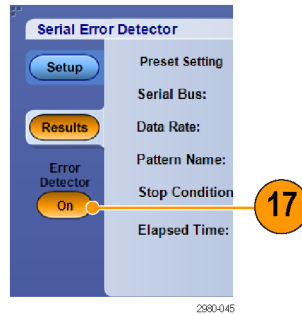 Serial Error Detector
Setup
Preset Setting
Serial Bus:
Results
Data Rate:
Pattern Name:
Error
Detector
On
Stop Condition
17
Elapsed Time:
2980-045